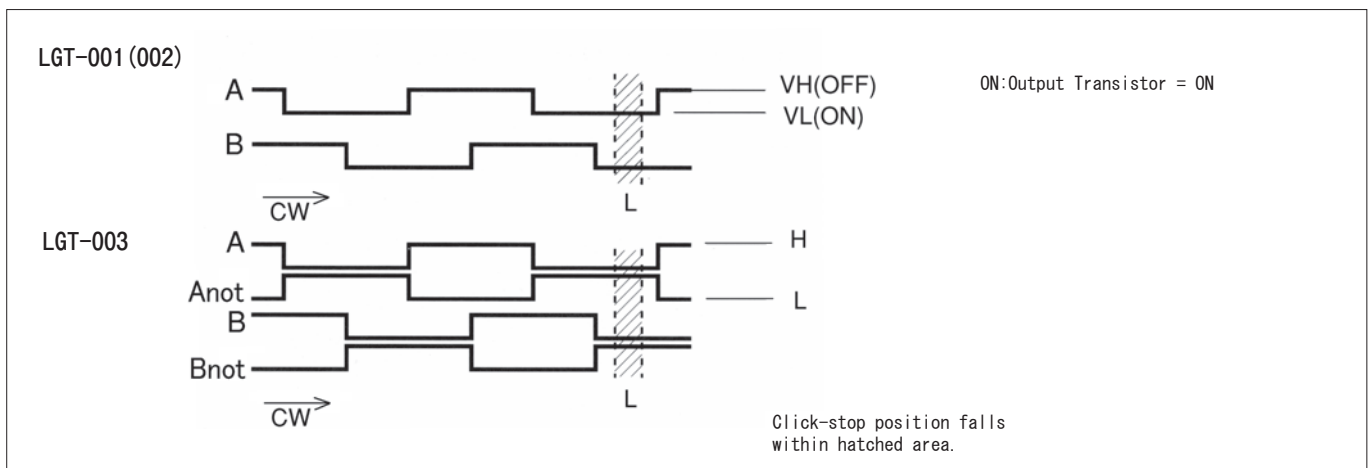 LGT-001(002)
A
VH(OFF)
ON:Output Transistor = ON
VL(ON)
B
CW
L
LGT-003
A
H
Anot
L
B
Bnot
CW
L
Click-stop position falls
within hatched area.